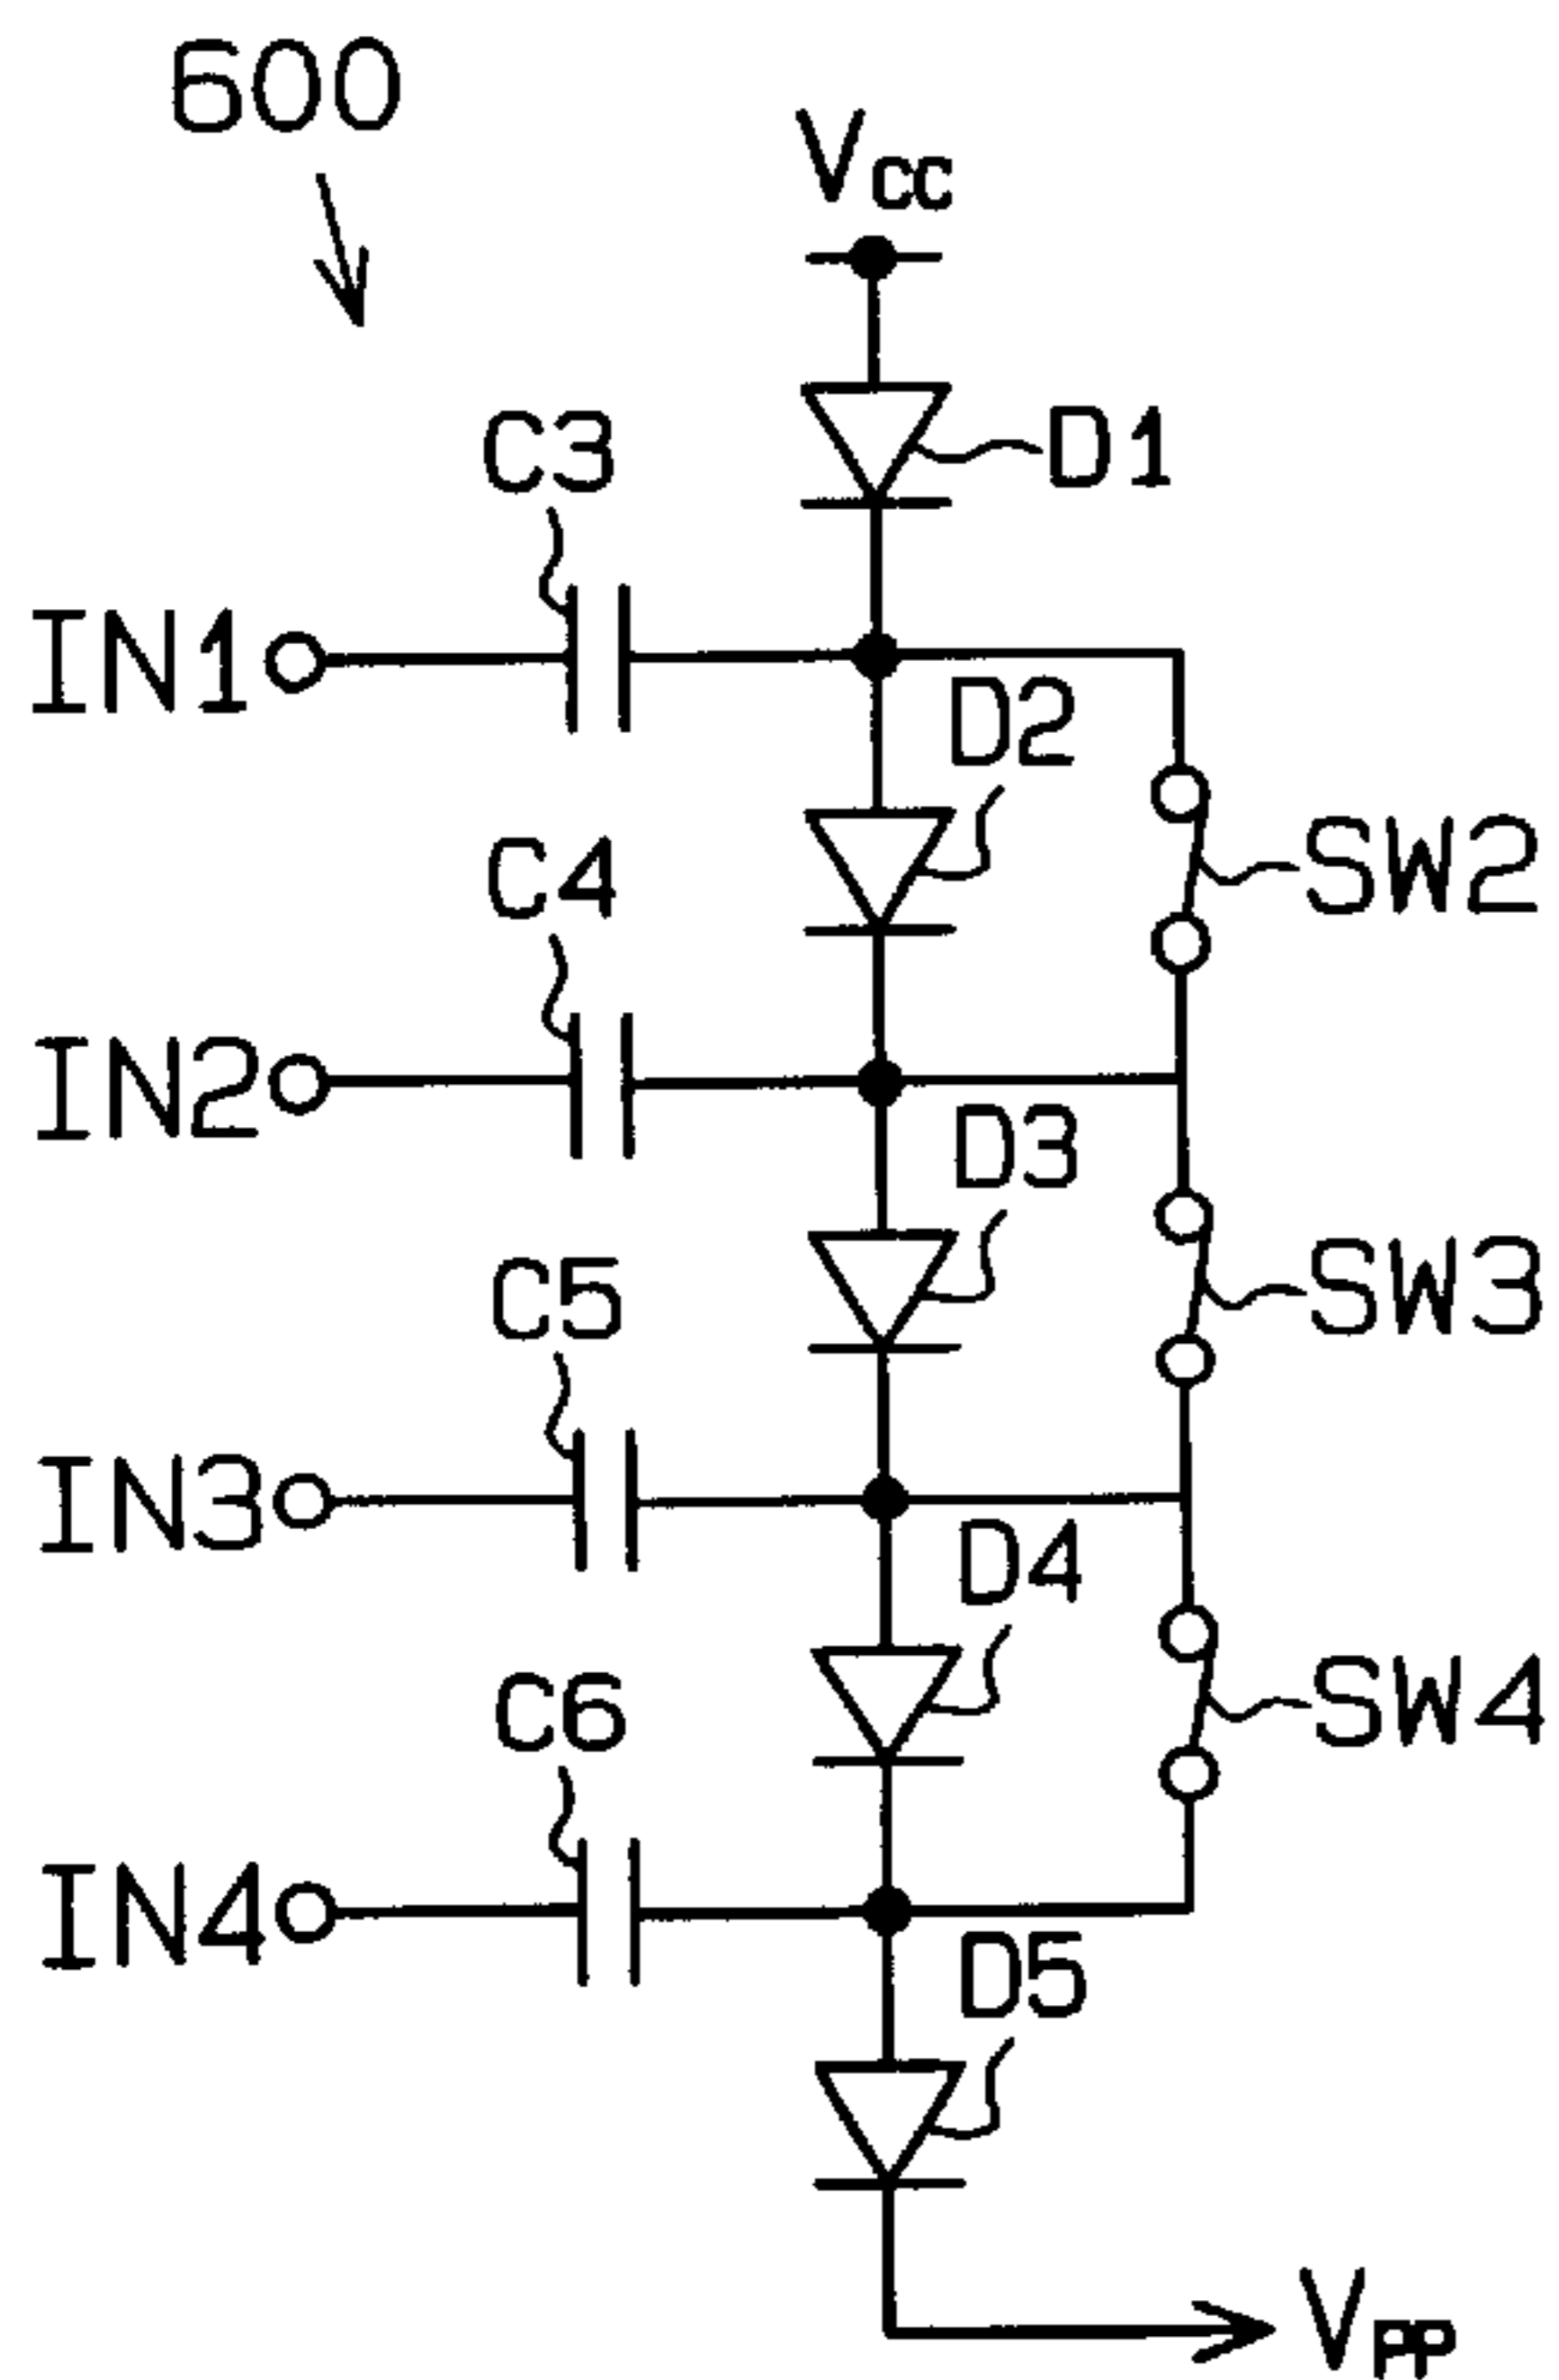 600
Vcc
C3
D1
IN1
D2
C4
SW2
IN2
D3
C5
SW3
IN3
D4
C6
SW4
IN4
D5
Vpp